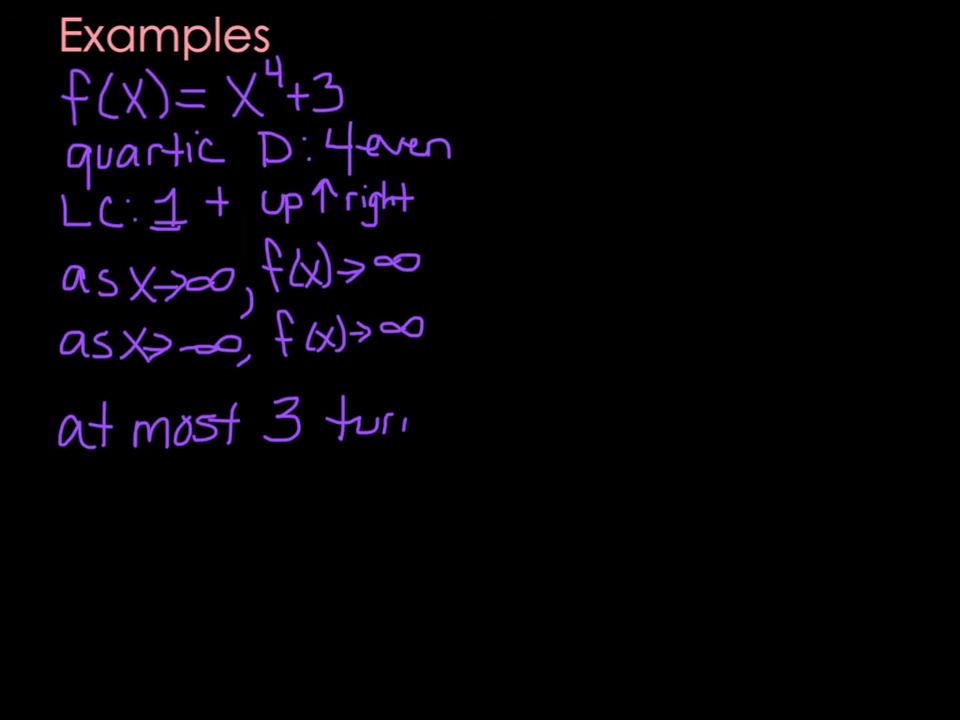 Examples
f(x) = x⁴+3
quartic D: 4 even
LC: 1 + up↑right
as x→∞, f(x)→∞
as x→-∞, f(x)→∞
at most 3